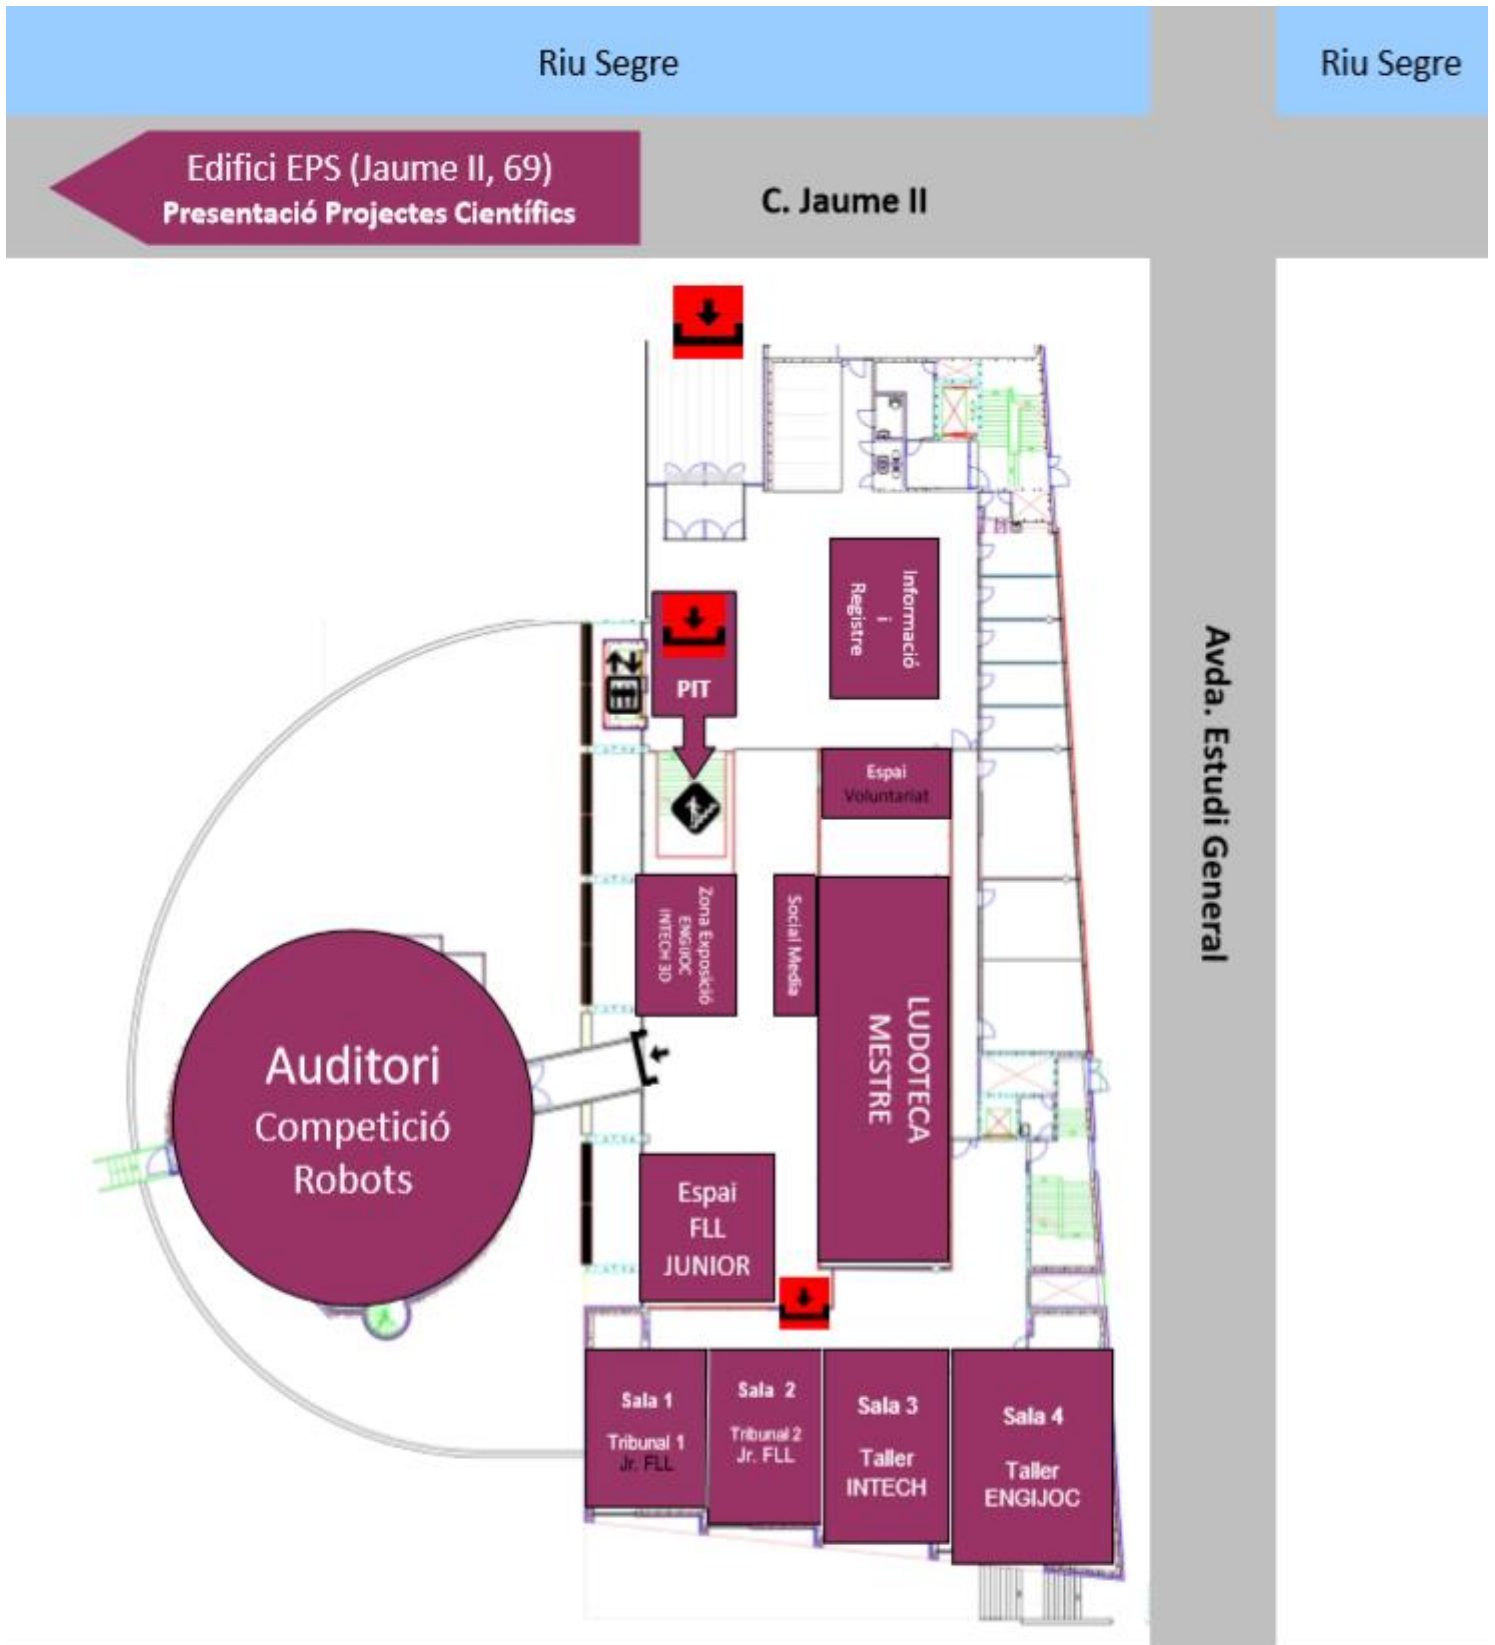 Riu Segre
Riu Segre
Edifici EPS (Jaume II, 69)
Presentació Projectes Científics
C. Jaume II
Informació
i
Registre
PIT
Espai
Voluntariat
Avda. Estudi General
Zona Exposició
ENGIJOC
INTECH 3D
Social Media
LUDOTECA
MESTRE
Auditori
Competició
Robots
Espai
FLL
JUNIOR
Sala 1
Tribunal 1
Jr. FLL
Sala 2
Tribunal 2
Jr. FLL
Sala 3
Taller
INTECH
Sala 4
Taller
ENGIJOC